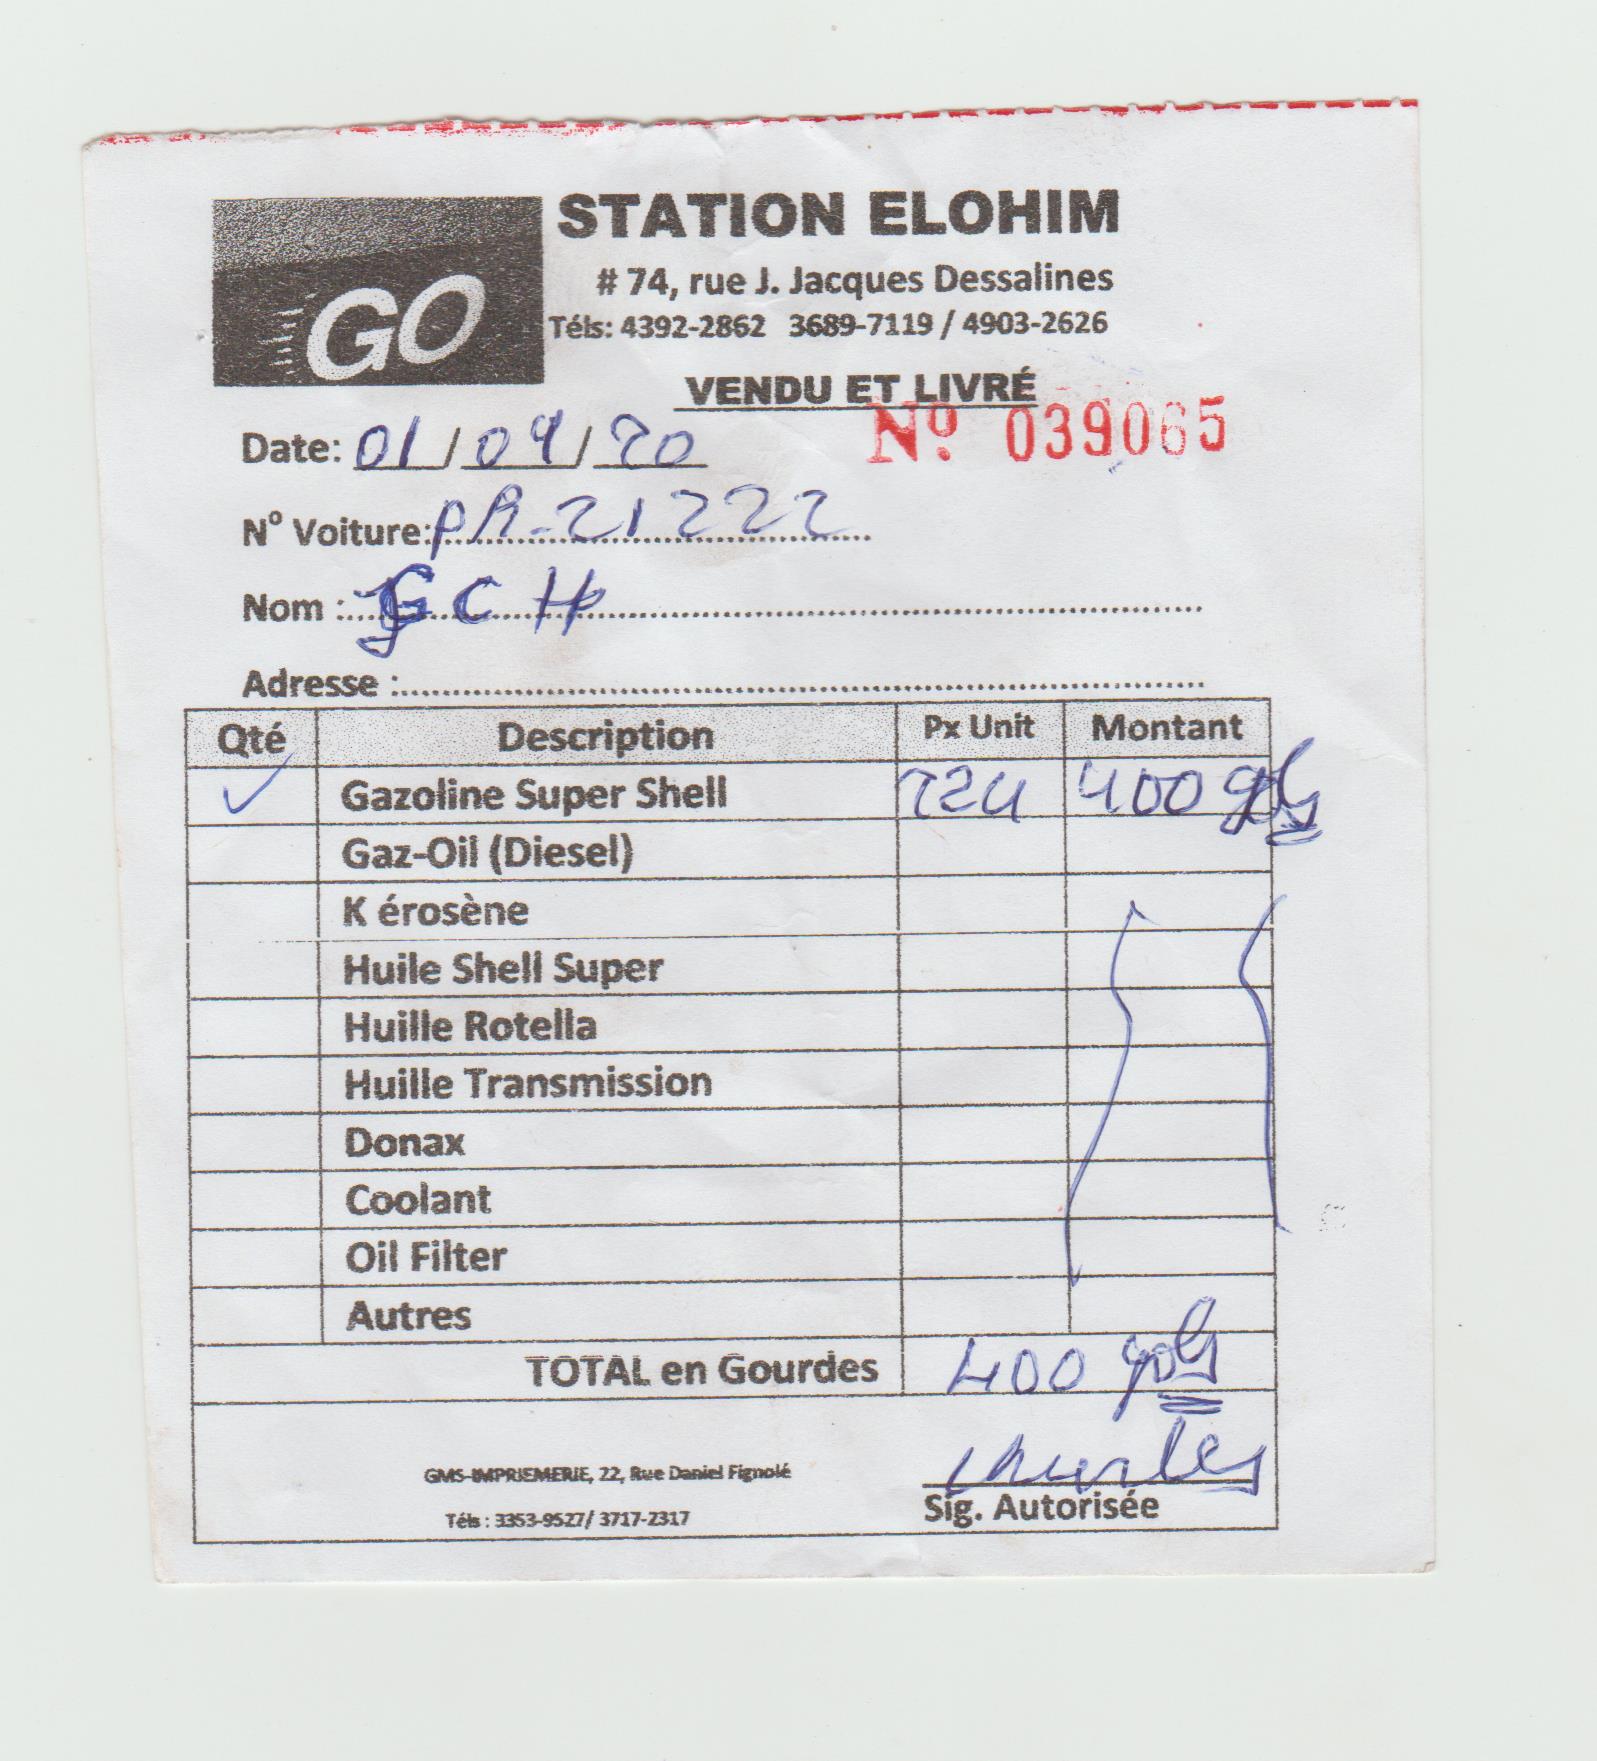 GO
STATION ELOHIM
# 74, rue J. Jacques Dessalines
Téls: 4392-2862 3689-7119 / 4903-2626
VENDU ET LIVRÉ
Nº. 039065
Date: 01/09/20
Nº Voiture: PR-21222
Nom : GCH
Adresse :
Qté Description Px Unit Montant
✓ Gazoline Super Shell 224 400 gds
Gaz-Oil (Diesel)
K érosène
Huile Shell Super
Huille Rotella
Huille Transmission
Donax
Coolant
Oil Filter
Autres
TOTAL en Gourdes 400 gds
GMS-IMPRIEMERIE, 22, Rue Daniel Fignolé
Sig. Autorisée
Téls : 3353-9527/ 3717-2317